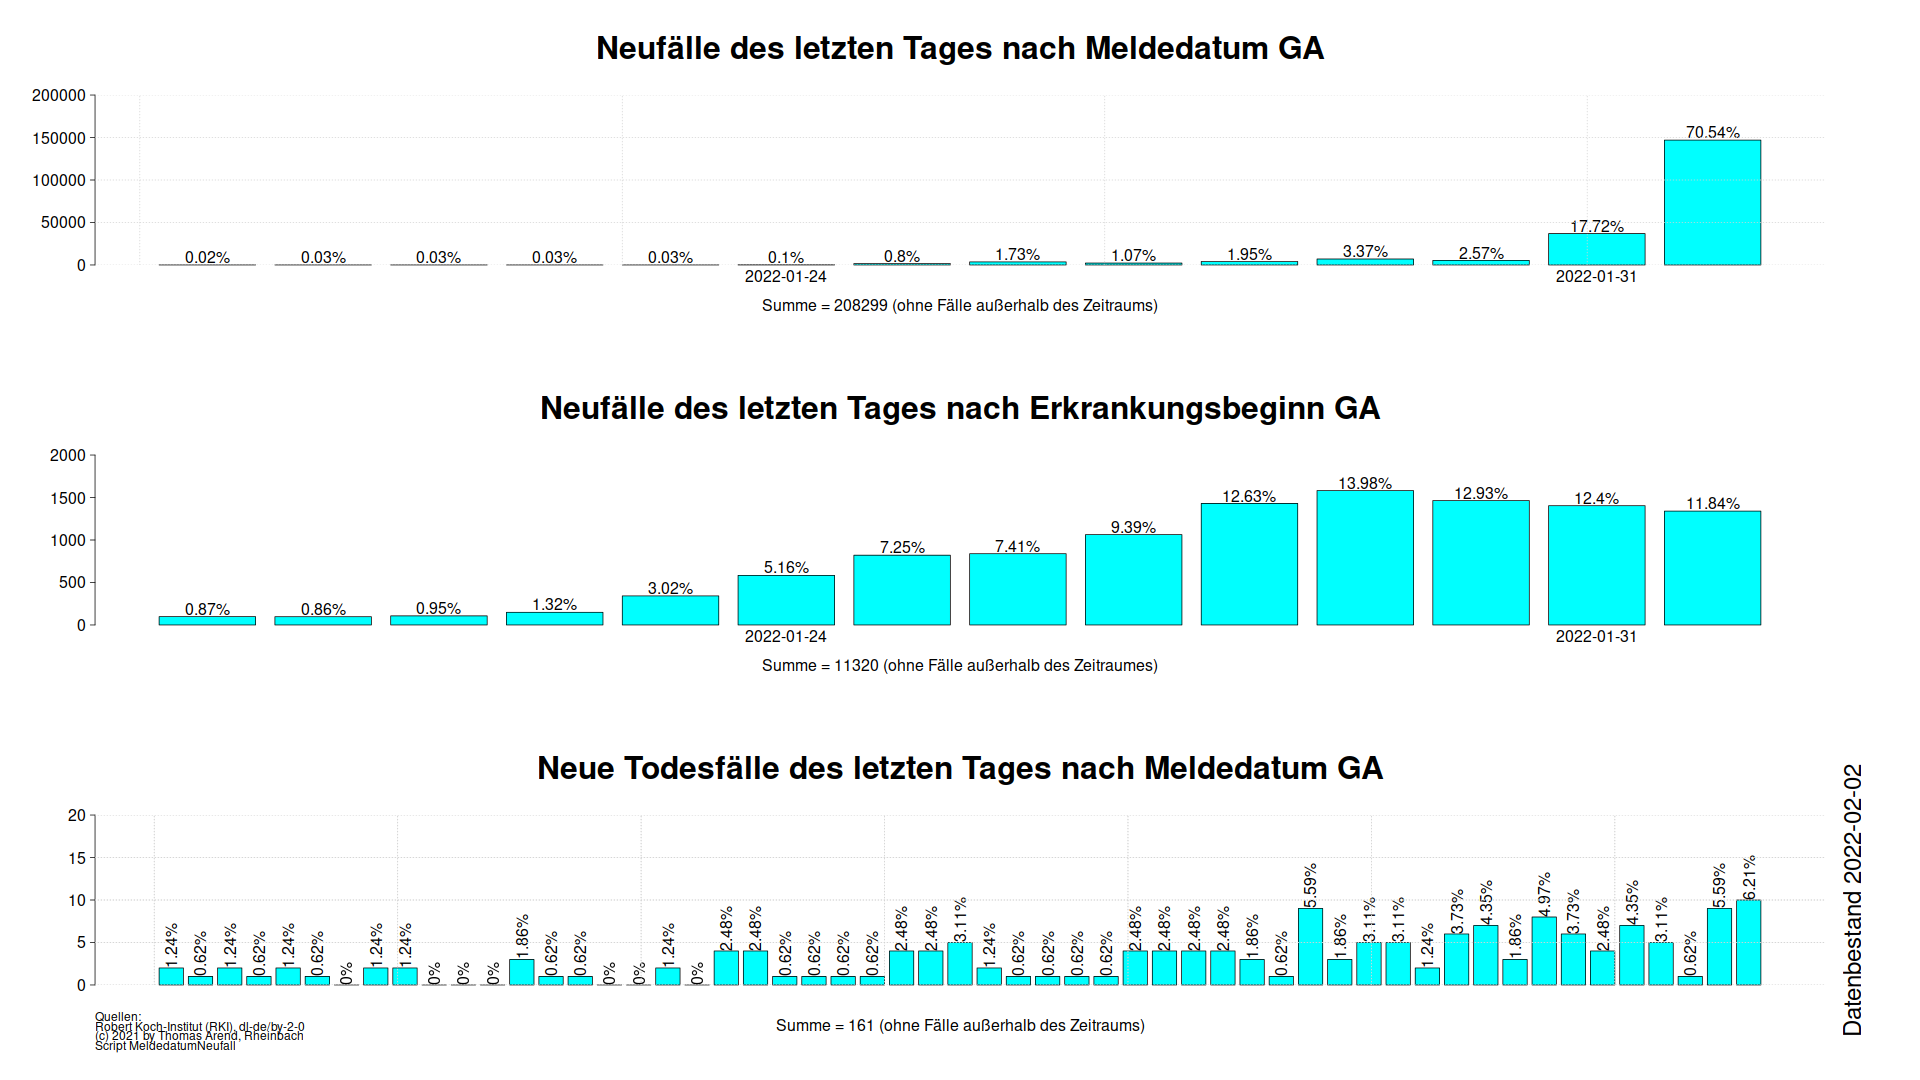 Neufälle des letzten Tages nach Meldedatum GA
200000
150000
100000
50000
0
0.02% 0.03% 0.03% 0.03% 0.03% 0.1% 0.8% 1.73% 1.07% 1.95% 3.37% 2.57% 17.72% 70.54%
2022-01-24 2022-01-31
Summe = 208299 (ohne Fälle außerhalb des Zeitraums)
Neufälle des letzten Tages nach Erkrankungsbeginn GA
2000
1500
1000
500
0
0.87% 0.86% 0.95% 1.32% 3.02% 5.16% 7.25% 7.41% 9.39% 12.63% 13.98% 12.93% 12.4% 11.84%
2022-01-24 2022-01-31
Summe = 11320 (ohne Fälle außerhalb des Zeitraumes)
Neue Todesfälle des letzten Tages nach Meldedatum GA
20
15
10
5
0
1.24% 0.62% 1.24% 0.62% 1.24% 0.62% 0% 1.24% 1.24% 0% 0% 0% 1.86% 0.62% 0.62% 0% 0% 1.24% 0% 2.48% 2.48% 0.62% 0.62% 0.62% 0.62% 2.48% 2.48% 3.11% 1.24% 0.62% 0.62% 0.62% 0.62% 2.48% 2.48% 2.48% 2.48% 1.86% 0.62% 5.59% 1.86% 3.11% 3.11% 1.24% 3.73% 4.35% 1.86% 4.97% 3.73% 2.48% 4.35% 3.11% 0.62% 5.59% 6.21%
Summe = 161 (ohne Fälle außerhalb des Zeitraums)
Quellen:
Robert Koch-Institut (RKI), dl-de/by-2-0
(c) 2021 by Thomas Arend, Rheinbach
Script MeldedatumNeufall
Datenbestand 2022-02-02